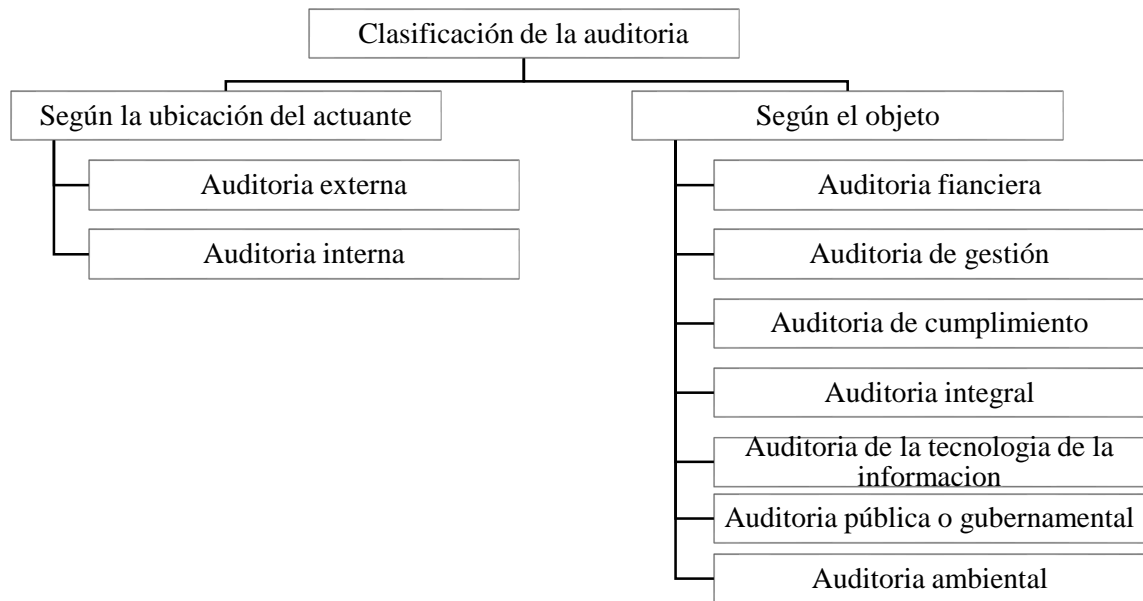 Clasificación de la auditoria
Según la ubicación del actuante
Auditoria externa
Auditoria interna
Según el objeto
Auditoria fianciera
Auditoria de gestión
Auditoria de cumplimiento
Auditoria integral
Auditoria de la tecnologia de la
informacion
Auditoria pública o gubernamental
Auditoria ambiental